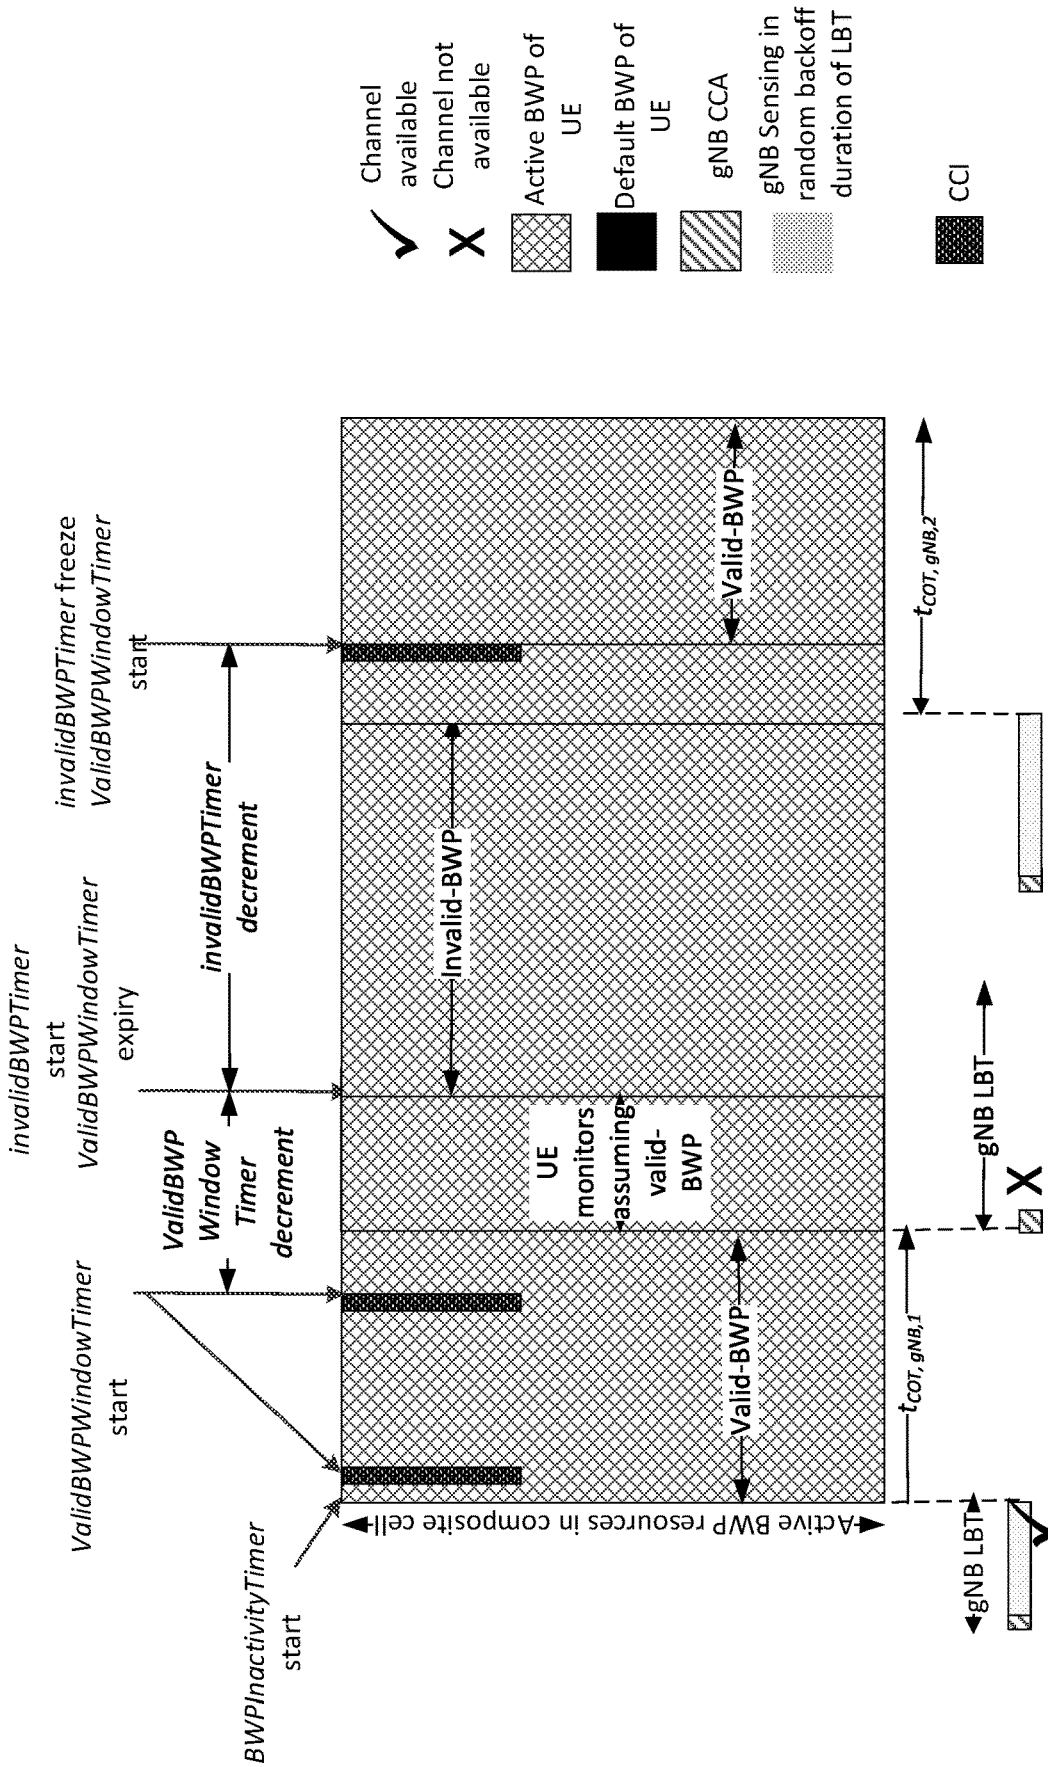 BWPInactivityTimer
start
ValidBWPWindowTimer
start
ValidBWP
Window
Timer
decrement
invalidBWPTimer
start
ValidBWPWindowTimer
expiry
invalidBWPTimer
decrement
invalidBWPTimer freeze
ValidBWPWindowTimer
start
Active BWP resources in composite cell
Valid-BWP
UE
monitors
assuming
valid-
BWP
Invalid-BWP
Valid-BWP
tCOT, gNB,1
tCOT, gNB,2
gNB LBT
gNB LBT
X
Channel
available
X
Channel not
available
Active BWP of
UE
Default BWP of
UE
gNB CCA
gNB Sensing in
random backoff
duration of LBT
CCI